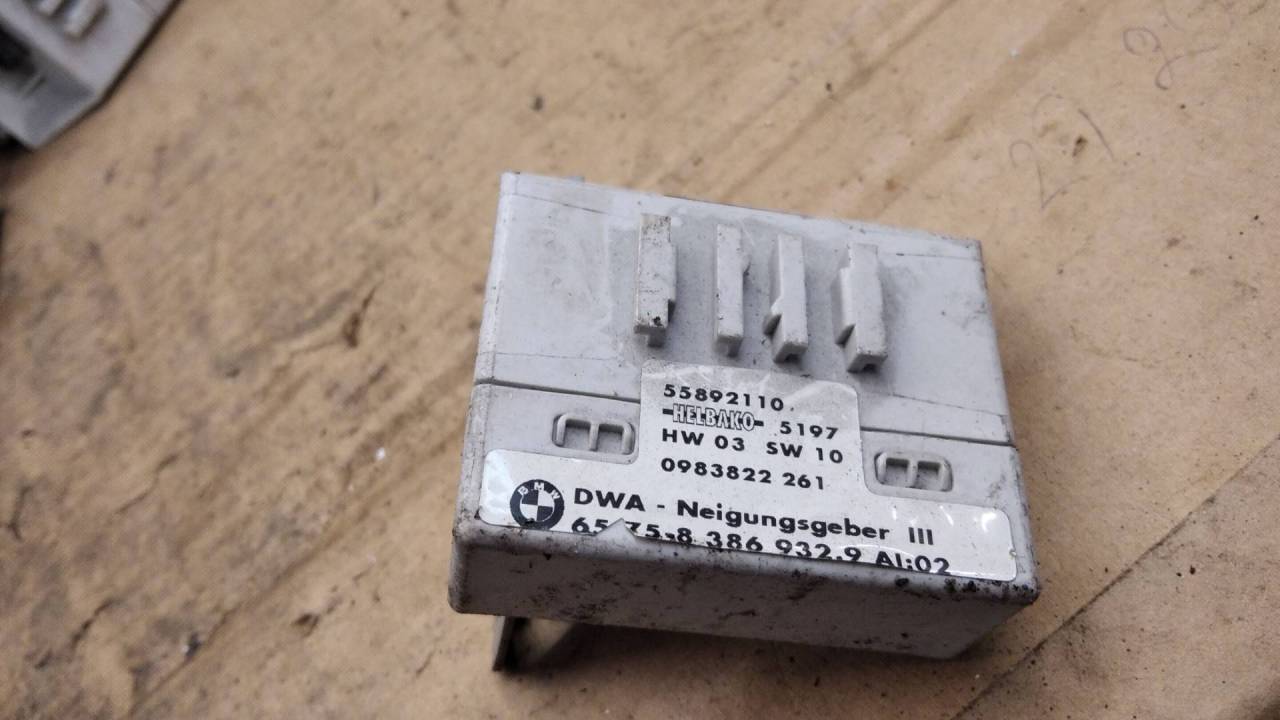 55892110
HELBAKO 5197
HW 03 SW 10
0983822 261
BMW DWA - Neigungsgeber III
65.75-8 386 932.9 AI:02